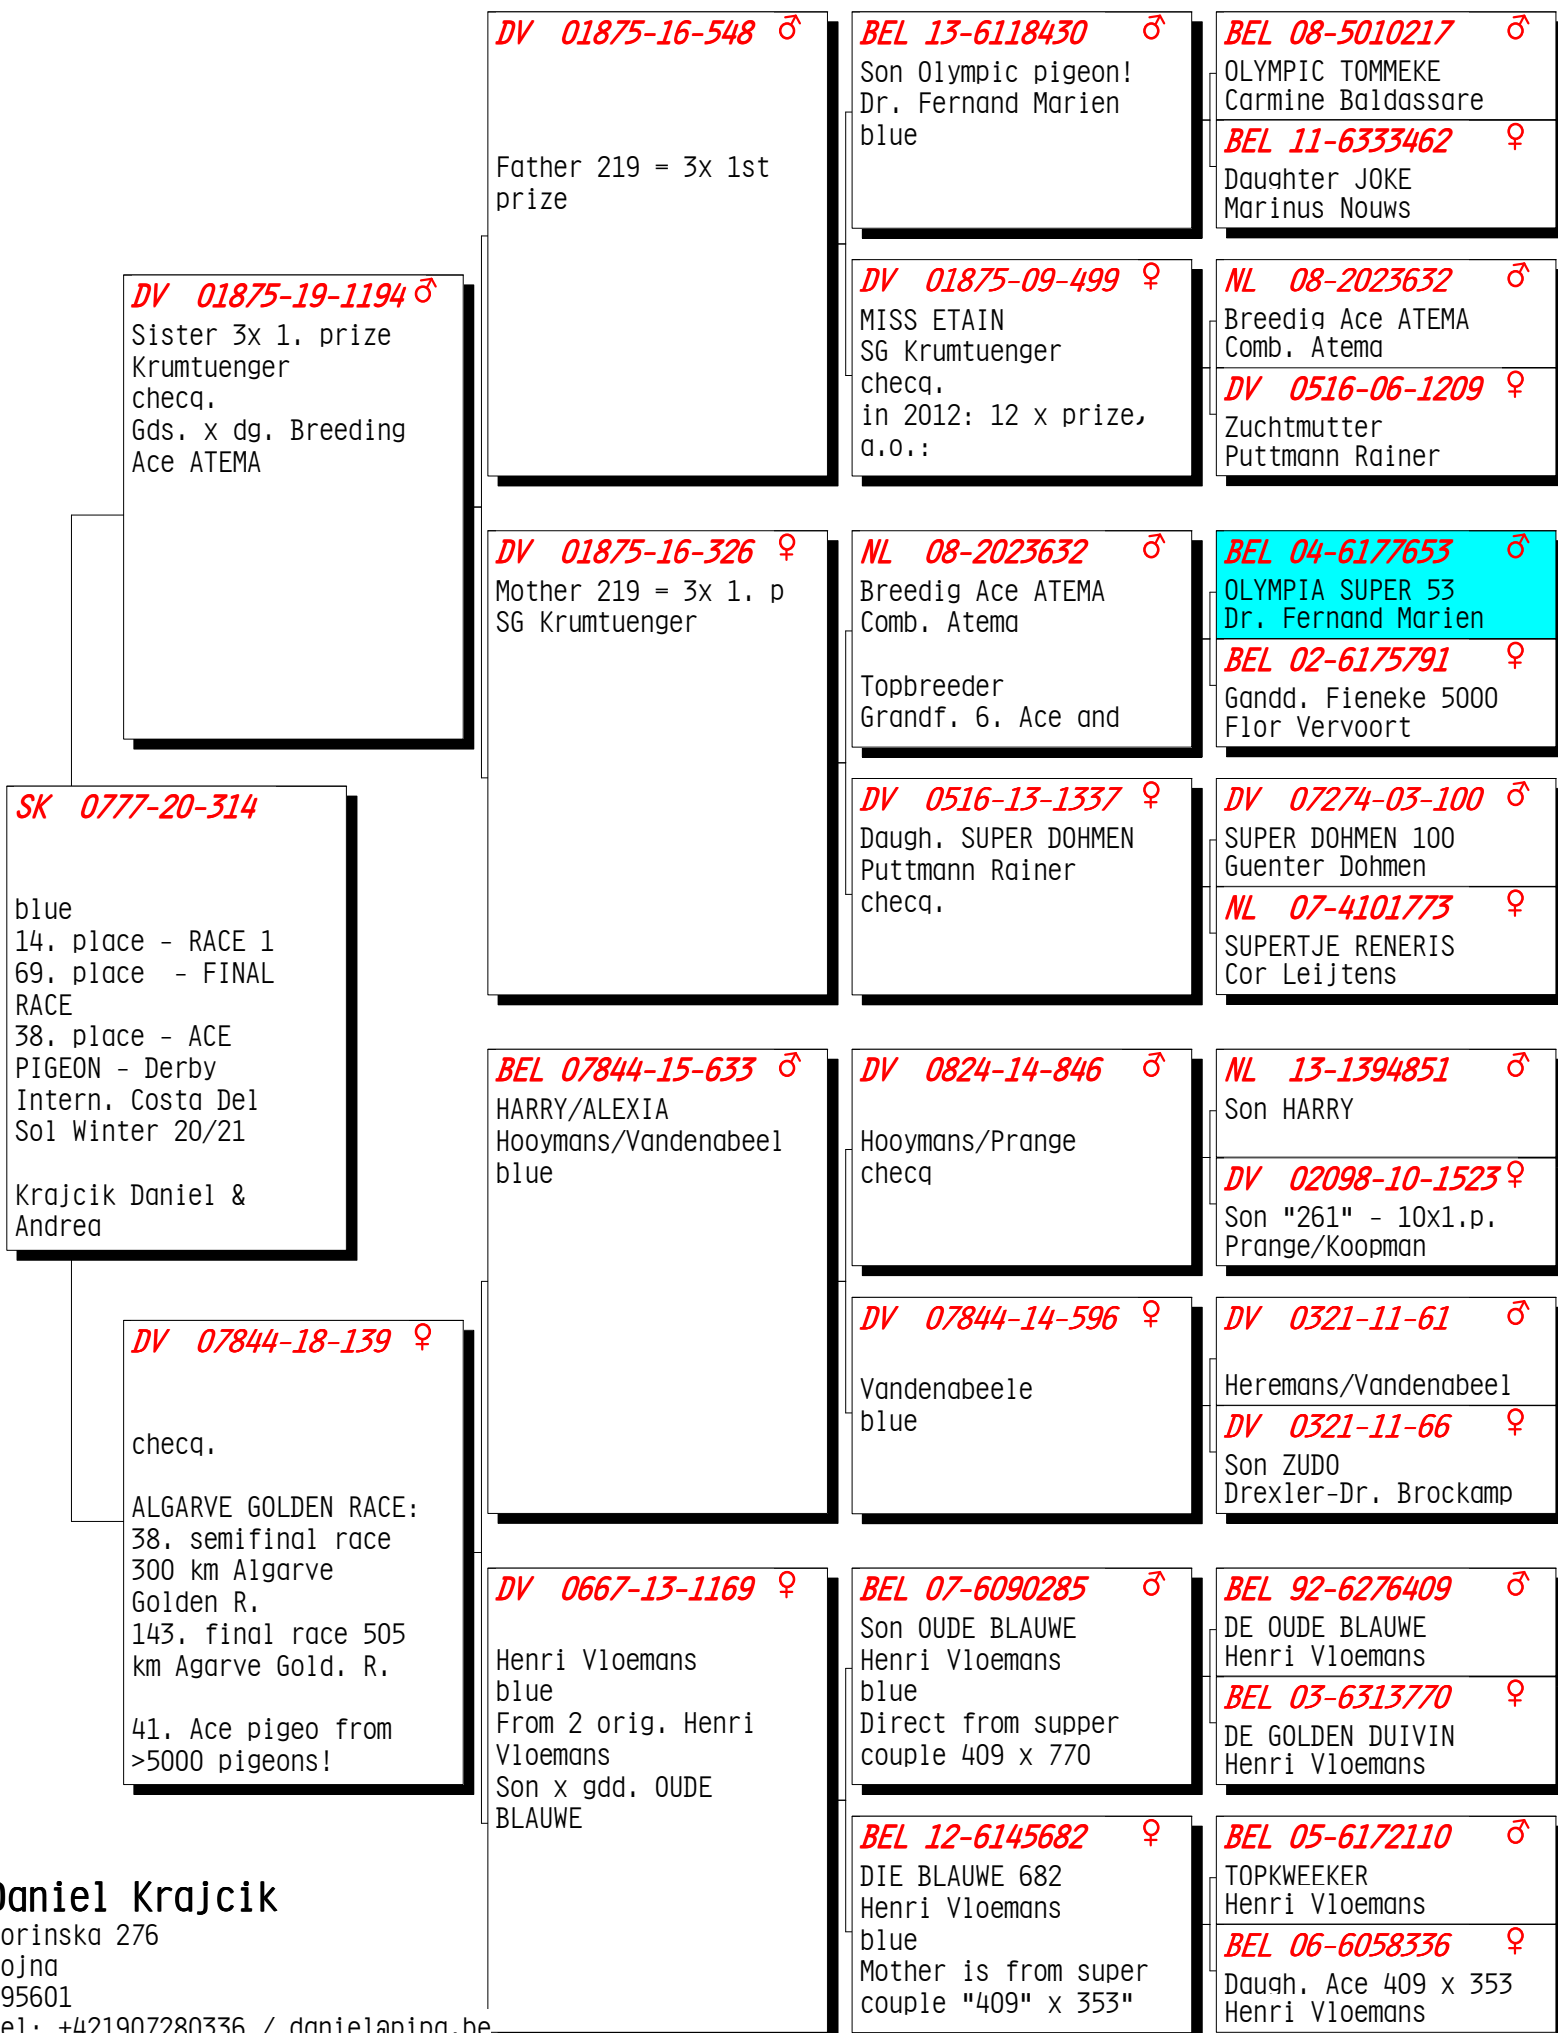 SK 0777-20-314
blue
14. place - RACE 1
69. place - FINAL
RACE
38. place - ACE
PIGEON - Derby
Intern. Costa Del
Sol Winter 20/21
Krajcik Daniel &
Andrea
DV 01875-19-1194 ♂
Sister 3x 1. prize
Krumtuenger
checq.
Gds. x dg. Breeding
Ace ATEMA
DV 07844-18-139 ♀
checq.
ALGARVE GOLDEN RACE:
38. semifinal race
300 km Algarve
Golden R.
143. final race 505
km Agarve Gold. R.
41. Ace pigeo from
>5000 pigeons!
DV 01875-16-548 ♂
Father 219 = 3x 1st
prize
DV 01875-16-326 ♀
Mother 219 = 3x 1. p
SG Krumtuenger
BEL 07844-15-633 ♂
HARRY/ALEXIA
Hooymans/Vandenabeel
blue
DV 0667-13-1169 ♀
Henri Vloemans
blue
From 2 orig. Henri
Vloemans
Son x gdd. OUDE
BLAUWE
BEL 13-6118430 ♂
Son Olympic pigeon!
Dr. Fernand Marien
blue
DV 01875-09-499 ♀
MISS ETAIN
SG Krumtuenger
checq.
in 2012: 12 x prize,
a.o.:
NL 08-2023632 ♂
Breedig Ace ATEMA
Comb. Atema
Topbreeder
Grandf. 6. Ace and
DV 0516-13-1337 ♀
Daugh. SUPER DOHMEN
Puttmann Rainer
checq.
DV 0824-14-846 ♂
Hooymans/Prange
checq
DV 07844-14-596 ♀
Vandenabeele
blue
BEL 07-6090285 ♂
Son OUDE BLAUWE
Henri Vloemans
blue
Direct from supper
couple 409 x 770
BEL 12-6145682 ♀
DIE BLAUWE 682
Henri Vloemans
blue
Mother is from super
couple "409" x 353"
BEL 08-5010217 ♂
OLYMPIC TOMMEKE
Carmine Baldassare
BEL 11-6333462 ♀
Daughter JOKE
Marinus Nouws
NL 08-2023632 ♂
Breedig Ace ATEMA
Comb. Atema
DV 0516-06-1209 ♀
Zuchtmutter
Puttmann Rainer
BEL 04-6177653 ♂
OLYMPIA SUPER 53
Dr. Fernand Marien
BEL 02-6175791 ♀
Gandd. Fieneke 5000
Flor Vervoort
DV 07274-03-100 ♂
SUPER DOHMEN 100
Guenter Dohmen
NL 07-4101773 ♀
SUPERTJE RENERIS
Cor Leijtens
NL 13-1394851 ♂
Son HARRY
DV 02098-10-1523 ♀
Son "261" - 10x1.p.
Prange/Koopman
DV 0321-11-61 ♂
Heremans/Vandenabeel
DV 0321-11-66 ♀
Son ZUDO
Drexler-Dr. Brockamp
BEL 92-6276409 ♂
DE OUDE BLAUWE
Henri Vloemans
BEL 03-6313770 ♀
DE GOLDEN DUIVIN
Henri Vloemans
BEL 05-6172110 ♂
TOPKWEEKER
Henri Vloemans
BEL 06-6058336 ♀
Daugh. Ace 409 x 353
Henri Vloemans
Daniel Krajcik
orinska 276
ojna
95601
el: +421907280336 / daniel@pipa.be